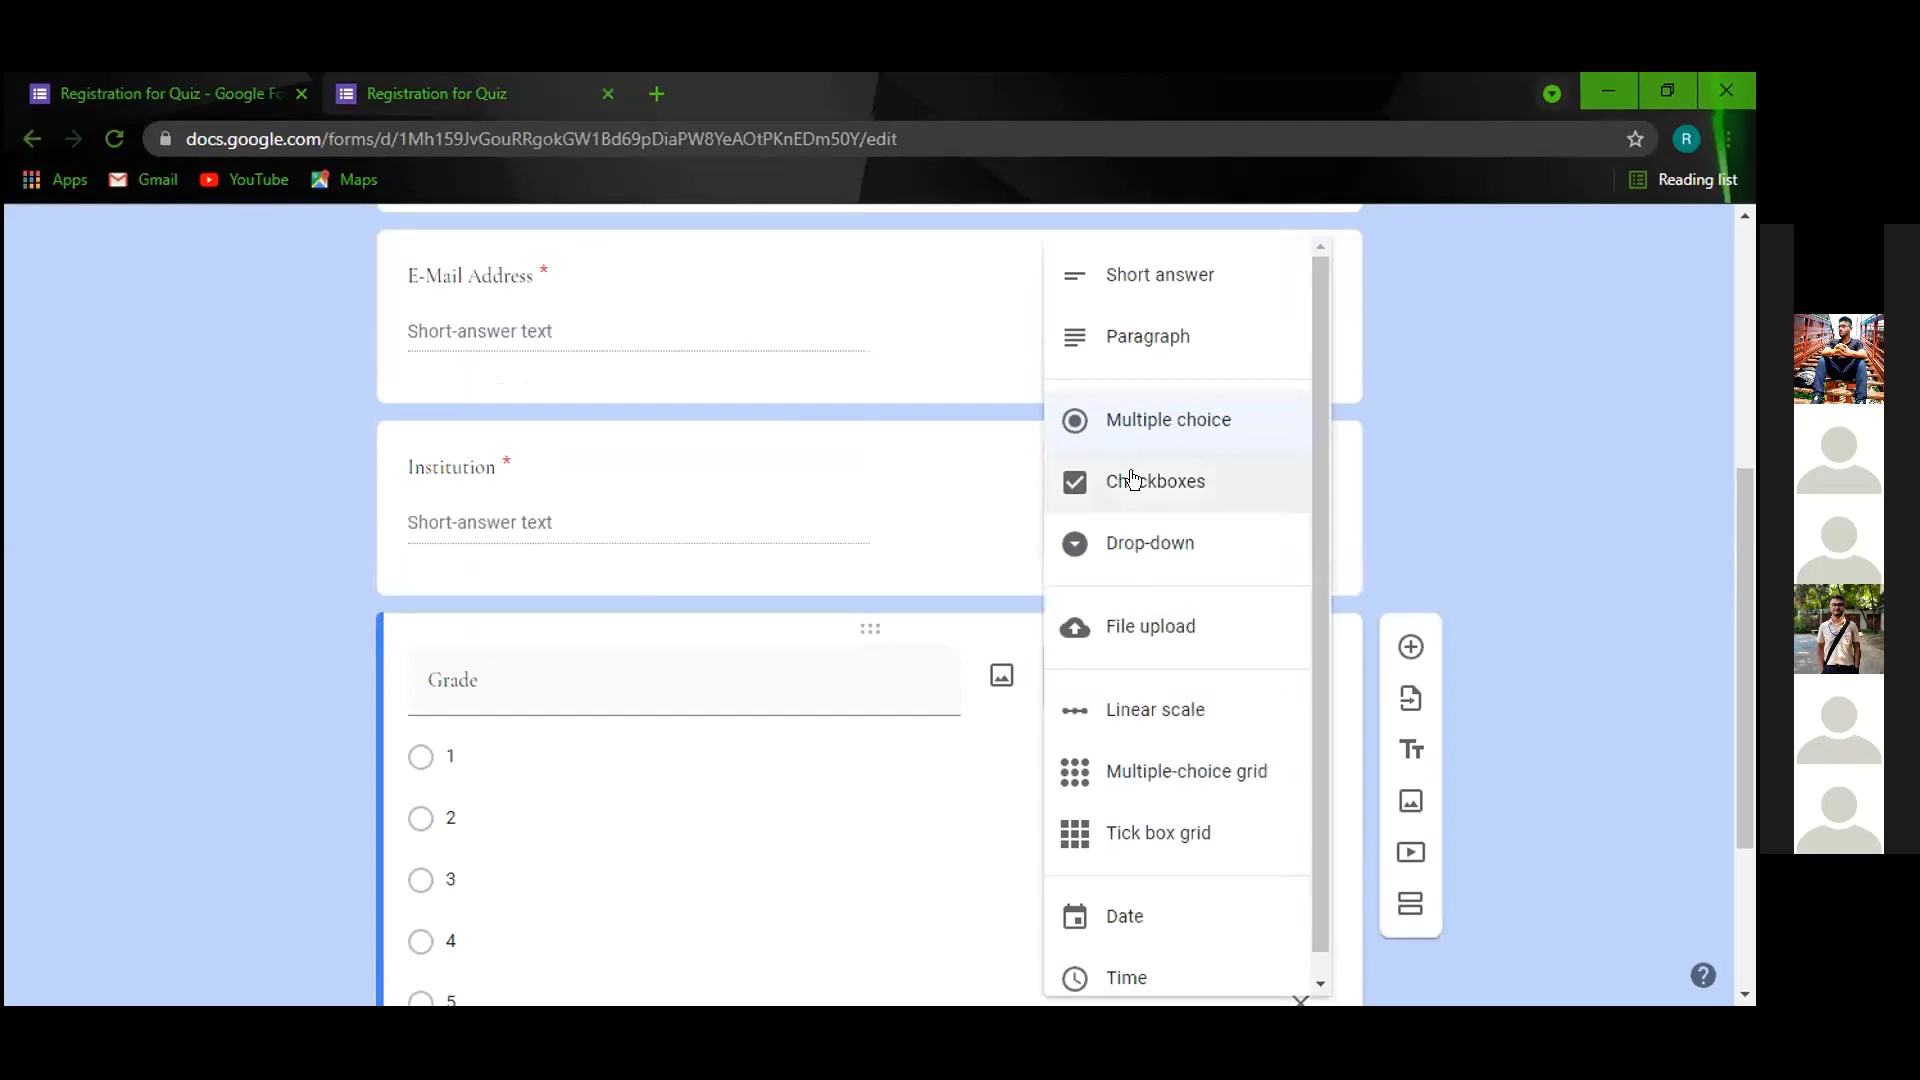 Registration for Quiz - Google Fo
Registration for Quiz
docs.google.com/forms/d/1Mh159JvGouRRgokGW1Bd69pDiaPW8YeAOtPKnEDm50Y/edit
R
Apps
Gmail
YouTube
Maps
Reading list
E-Mail Address *
Short-answer text
Institution *
Short-answer text
Grade
1
2
3
4
5
Short answer
Paragraph
Multiple choice
Checkboxes
Drop-down
File upload
Linear scale
Multiple-choice grid
Tick box grid
Date
Time
Tт